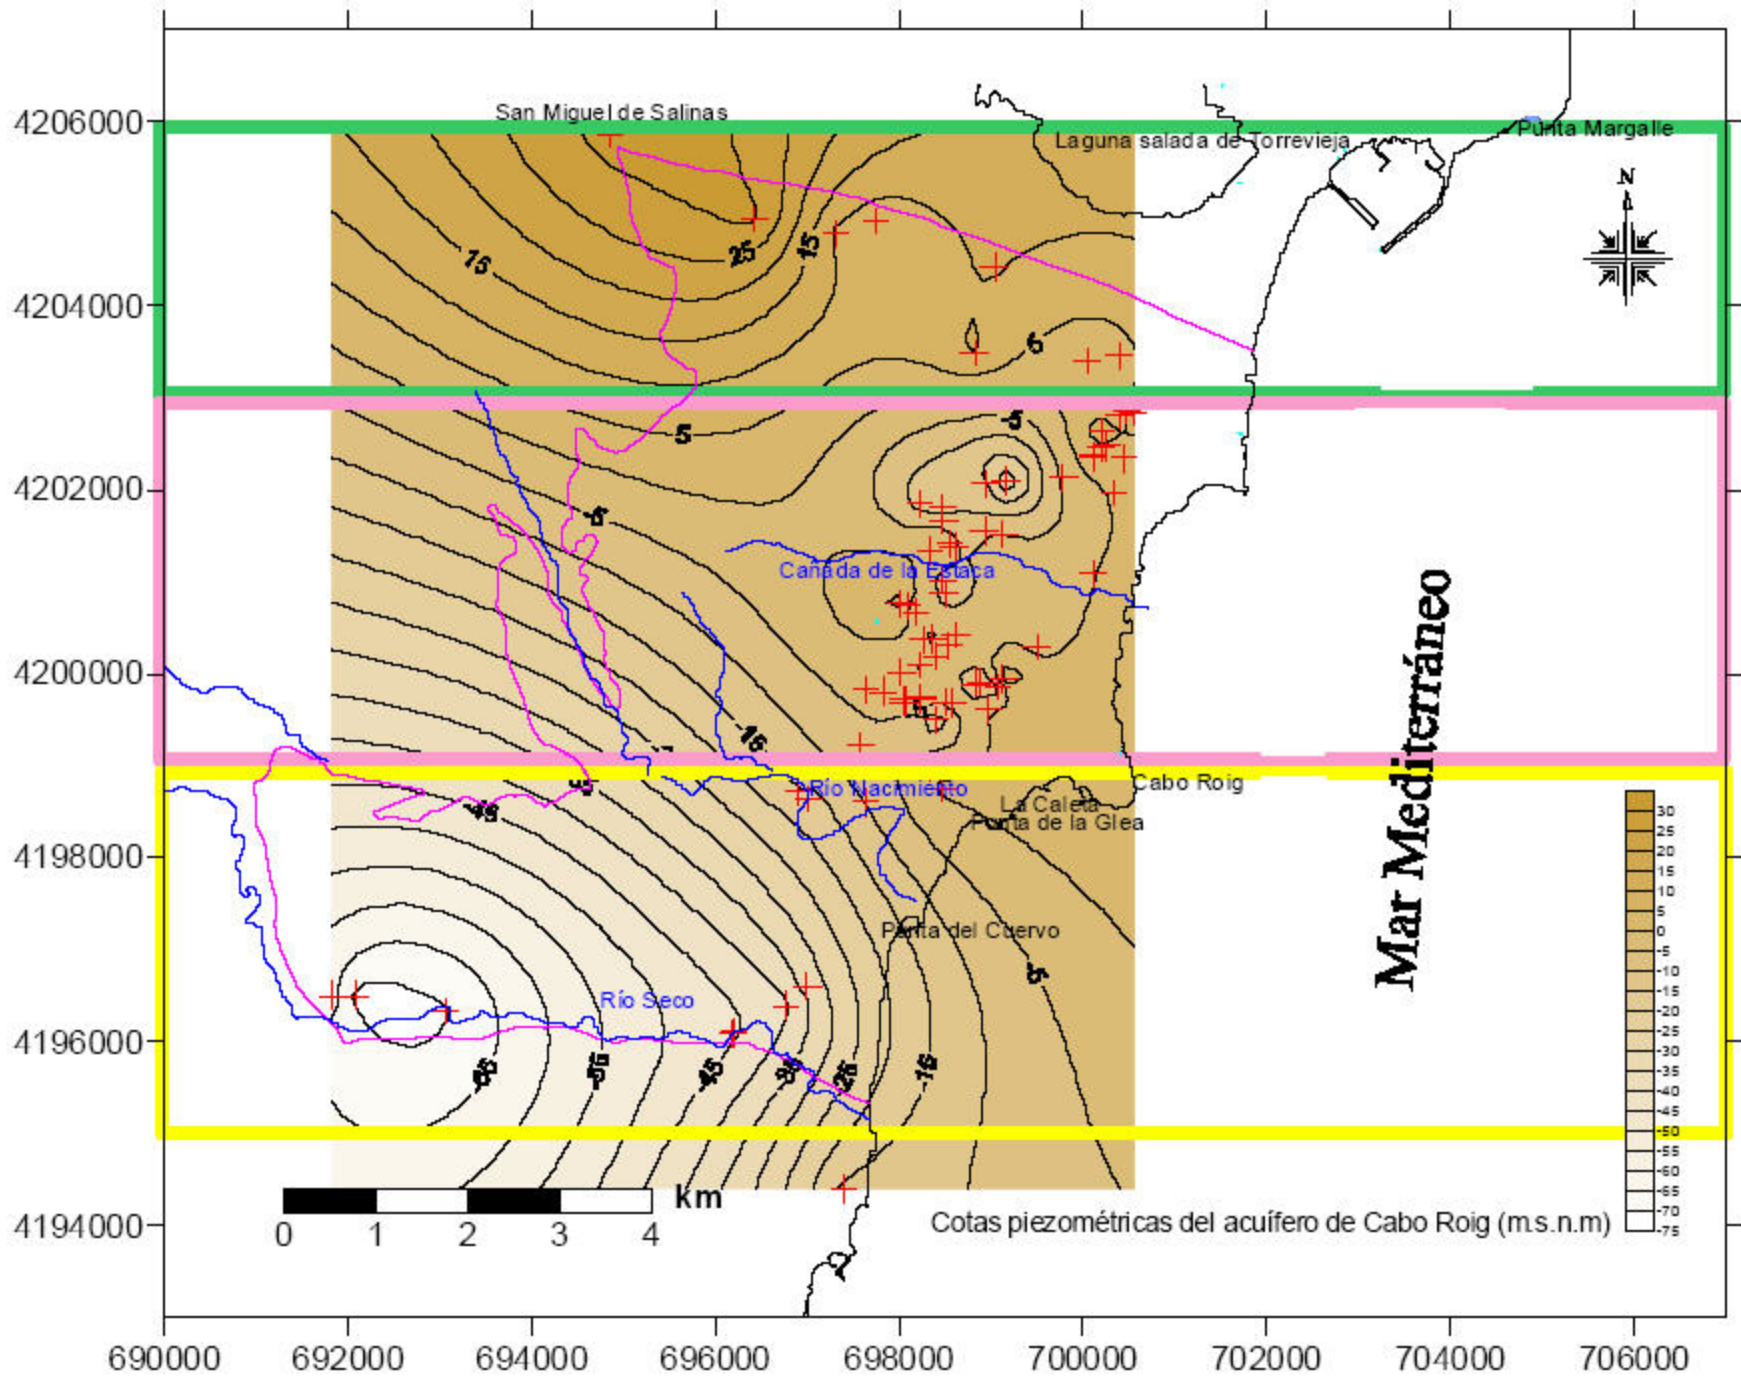 4206000
4204000
4202000
4200000
4198000
4196000
4194000
San Miguel de Salinas
Laguna salada de Torrevieja
Punta Margalle
N
15
25
15
6
5
-5
-5
Cañada de la Estaca
-15
Río Nacimiento
Cabo Roig
La Caleta
Punta de la Glea
-45
Punta del Cuervo
-5
Río Seco
-65
-55
-45
-35
-25
-15
Mar Mediterráneo
30
25
20
15
10
5
0
-10
-15
-20
-25
-30
-35
-40
-45
-50
-55
-60
-65
-70
-75
km
0 1 2 3 4
Cotas piezométricas del acuífero de Cabo Roig (m.s.n.m)
690000 692000 694000 696000 698000 700000 702000 704000 706000